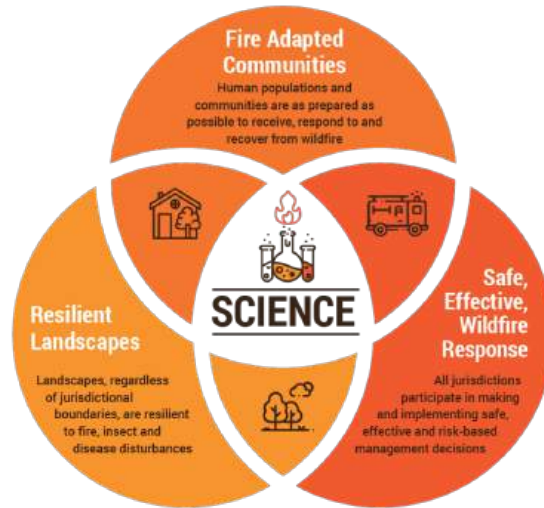 Fire Adapted
Communities
Human populations and
communities are as prepared as
possible to receive, respond to and
recover from wildfire
SCIENCE
Resilient
Landscapes
Landscapes, regardless
of jurisdictional
boundaries, are resilient
to fire, insect and
disease disturbances
Safe,
Effective,
Wildfire
Response
All jurisdictions
participate in making
and implementing safe,
effective and risk-based
management decisions